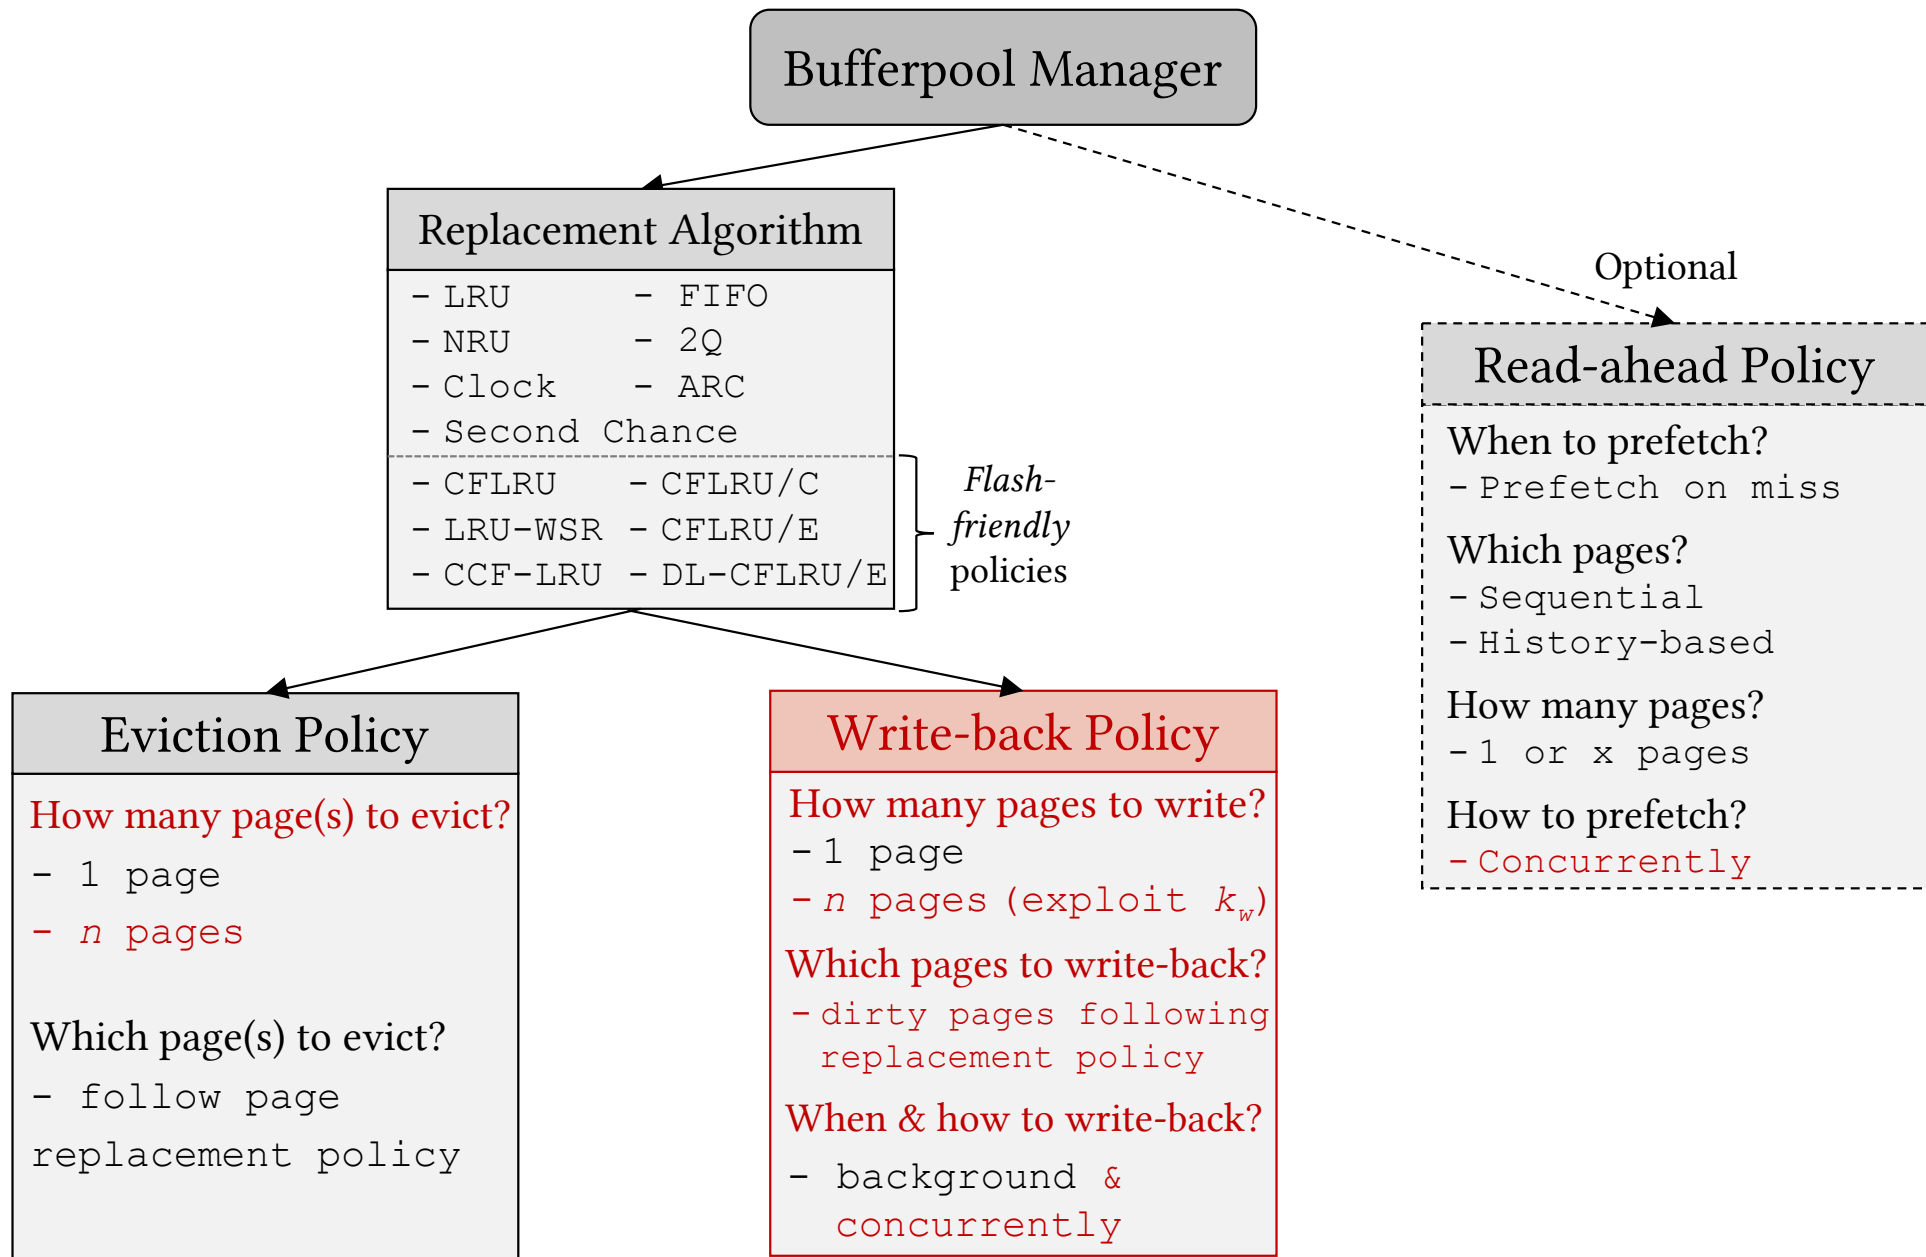 Bufferpool Manager
Replacement Algorithm
- LRU - FIFO
- NRU - 2Q
- Clock - ARC
- Second Chance
- CFLRU - CFLRU/C
- LRU-WSR - CFLRU/E
- CCF-LRU - DL-CFLRU/E
Flash-
friendly
policies
Optional
Read-ahead Policy
When to prefetch?
- Prefetch on miss
Which pages?
- Sequential
- History-based
How many pages?
- 1 or x pages
How to prefetch?
- Concurrently
Eviction Policy
How many page(s) to evict?
- 1 page
- n pages
Which page(s) to evict?
- follow page
replacement policy
Write-back Policy
How many pages to write?
- 1 page
- n pages (exploit k_w)
Which pages to write-back?
- dirty pages following
replacement policy
When & how to write-back?
- background &
concurrently